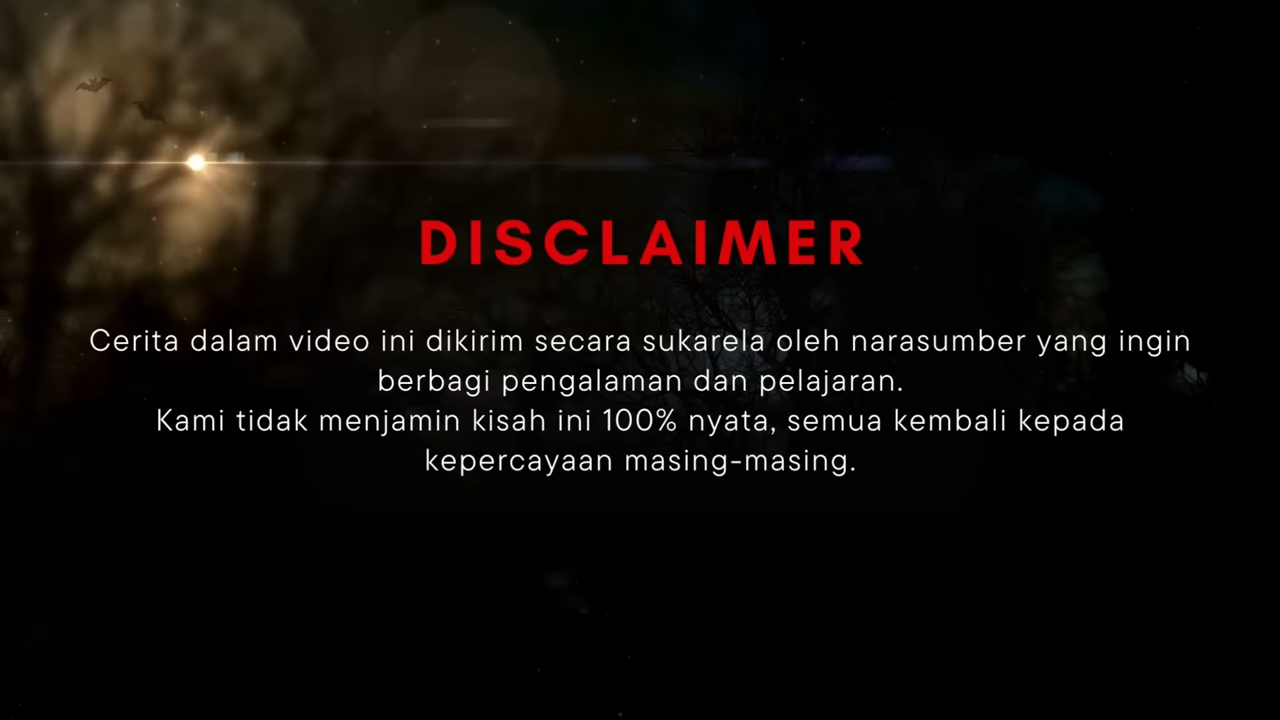 DISCLAIMER
Cerita dalam video ini dikirim secara sukarela oleh narasumber yang ingin
berbagi pengalaman dan pelajaran.
Kami tidak menjamin kisah ini 100% nyata, semua kembali kepada
kepercayaan masing-masing.